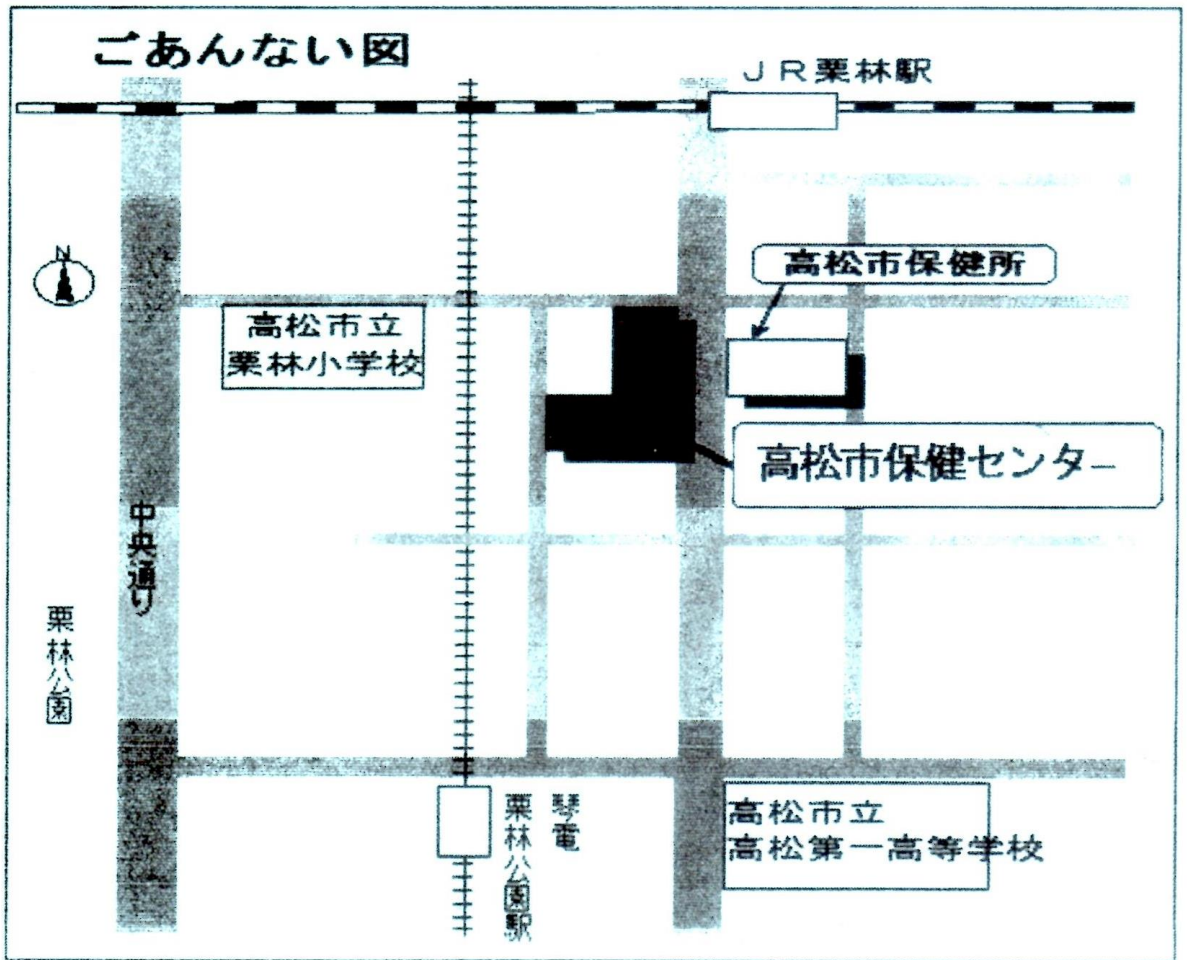 ごあんない図
JR栗林駅
N
高松市保健所
高松市立
栗林小学校
高松市保健センター
中央通り
栗林公園
琴電
栗林公園駅
高松市立
高松第一高等学校